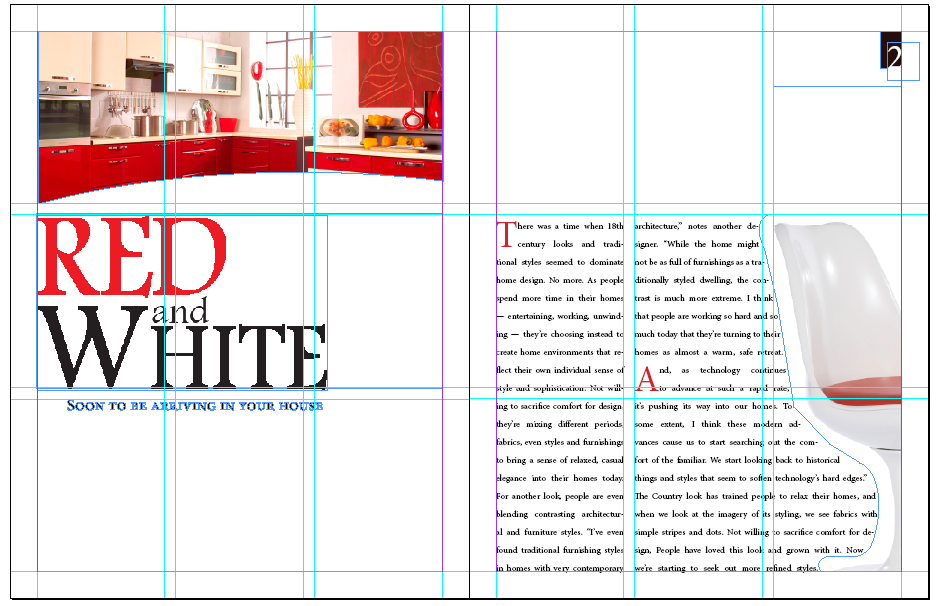 RED
and
WHITE
SOON TO BE ARRIVING IN YOUR HOUSE
2
There was a time when 18th
century looks and tradi-
tional styles seemed to dominate
home design. No more. As people
spend more time in their homes
— entertaining, working, unwind-
ing — they're choosing instead to
create home environments that re-
flect their own individual sense of
style and sophistication. Not will-
ing to sacrifice comfort for design,
they're mixing different periods,
fabrics, even styles and furnishings
to bring a sense of relaxed, casual
elegance into their homes today.
For another look, people are even
blending contrasting architectur-
al and furniture styles. "I've even
found traditional furnishing styles
in homes with very contemporary
architecture," notes another de-
signer. "While the home might
not be as full of furnishings as a tra-
ditionally styled dwelling, the con-
trast is much more extreme. I think
that people are working so hard and so
much today that they're turning to their
homes as almost a warm, safe retreat.
And, as technology continues
to advance at such a rapid rate,
it's pushing its way into our homes. To
some extent, I think these modern ad-
vances cause us to start searching out the com-
fort of the familiar. We start looking back to historical
things and styles that seem to soften technology's hard edges."
The Country look has trained people to relax their homes, and
when we look at the imagery of its styling, we see fabrics with
simple stripes and dots. Not willing to sacrifice comfort for de-
sign, People have loved this look and grown with it. Now
we're starting to seek out more refined styles.